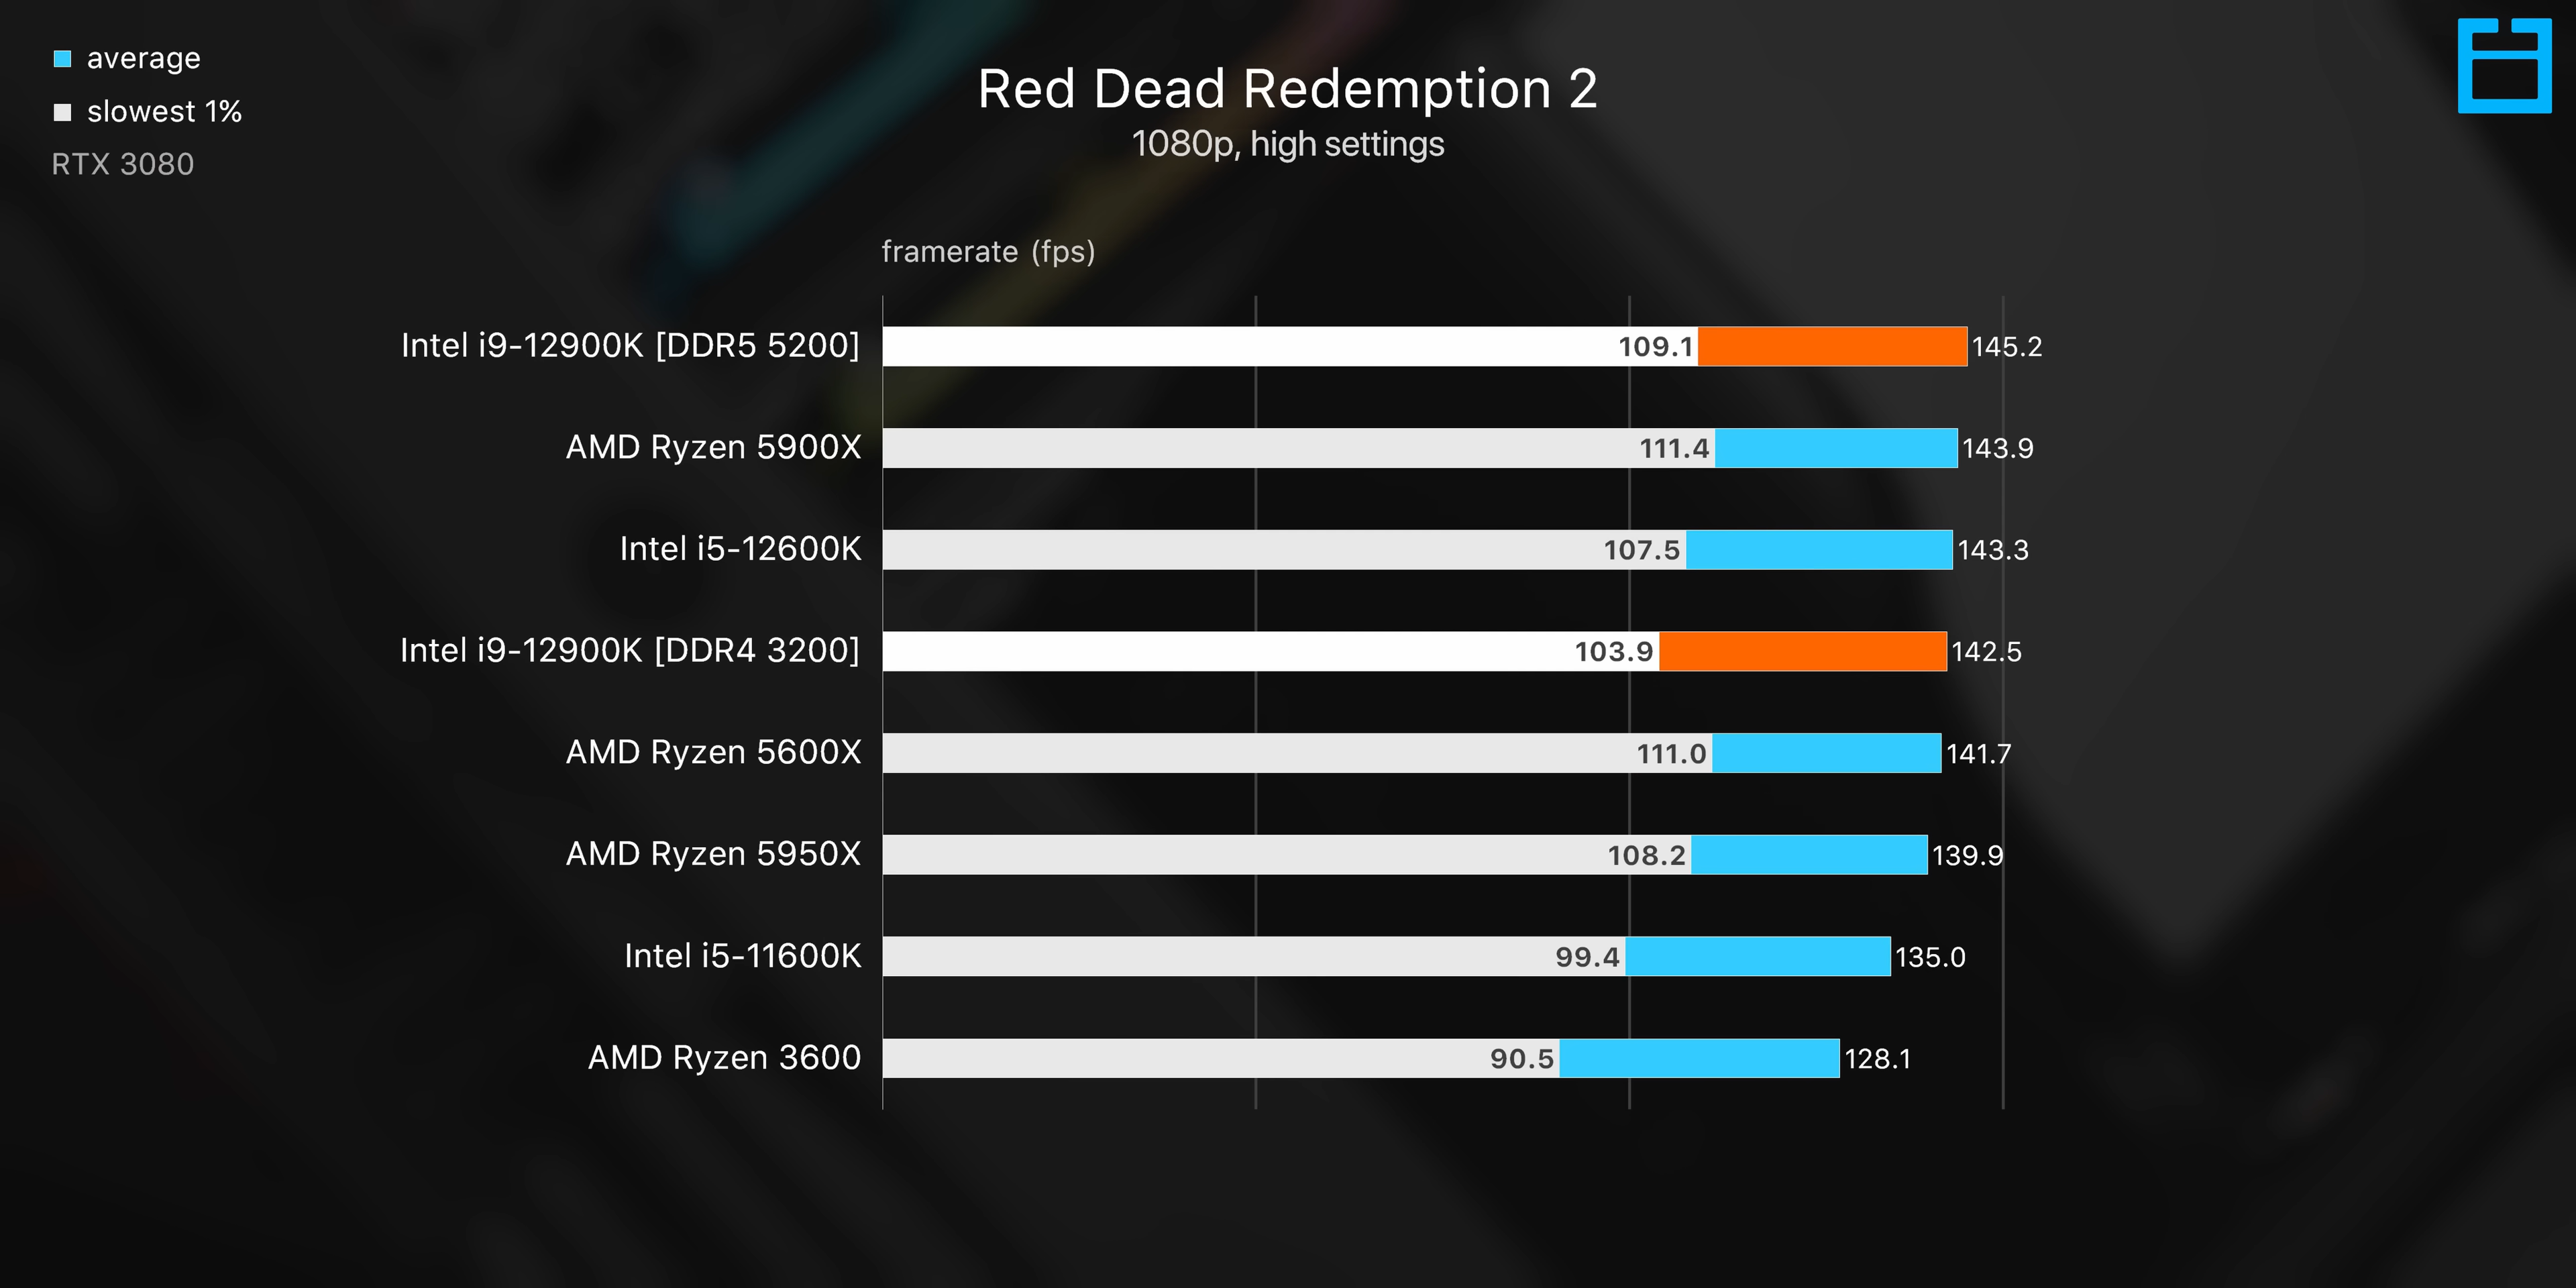 average
slowest 1%
RTX 3080
Red Dead Redemption 2
1080p, high settings
framerate (fps)
Intel i9-12900K [DDR5 5200] 109.1 145.2
AMD Ryzen 5900X 111.4 143.9
Intel i5-12600K 107.5 143.3
Intel i9-12900K [DDR4 3200] 103.9 142.5
AMD Ryzen 5600X 111.0 141.7
AMD Ryzen 5950X 108.2 139.9
Intel i5-11600K 99.4 135.0
AMD Ryzen 3600 90.5 128.1